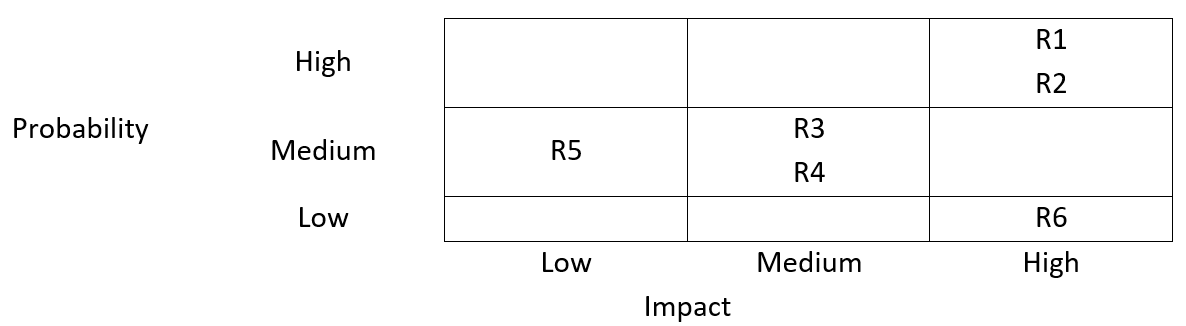 High
R1
R2
Probability
Medium
R5
R3
R4
Low
R6
Low
Medium
High
Impact